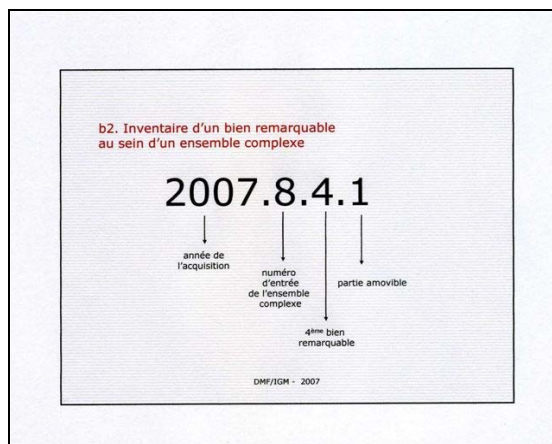 b2. Inventaire d'un bien remarquable
au sein d'un ensemble complexe
2007.8.4.1
année de
l'acquisition
numéro
d'entrée
de l'ensemble
complexe
partie amovible
4ème bien
remarquable
DMF/IGM - 2007